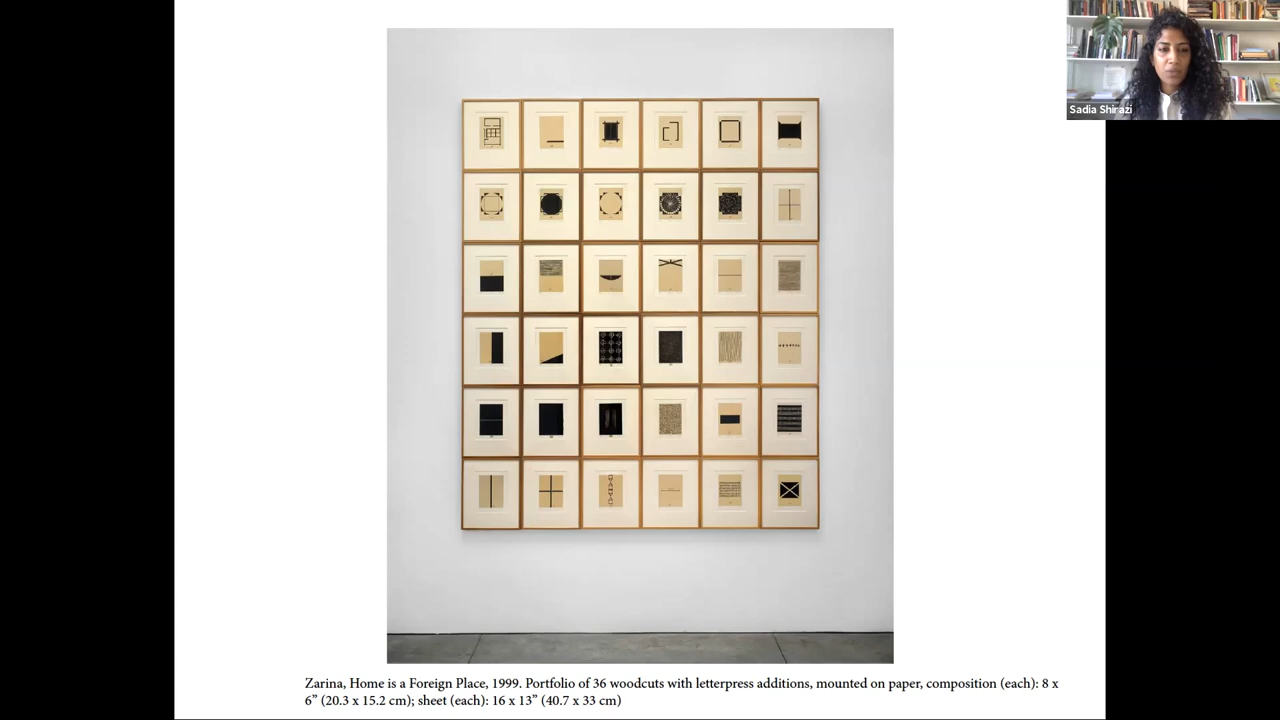 Sadia Shirazi
Zarina, Home is a Foreign Place, 1999. Portfolio of 36 woodcuts with letterpress additions, mounted on paper, composition (each): 8 x
6” (20.3 x 15.2 cm); sheet (each): 16 x 13” (40.7 x 33 cm)